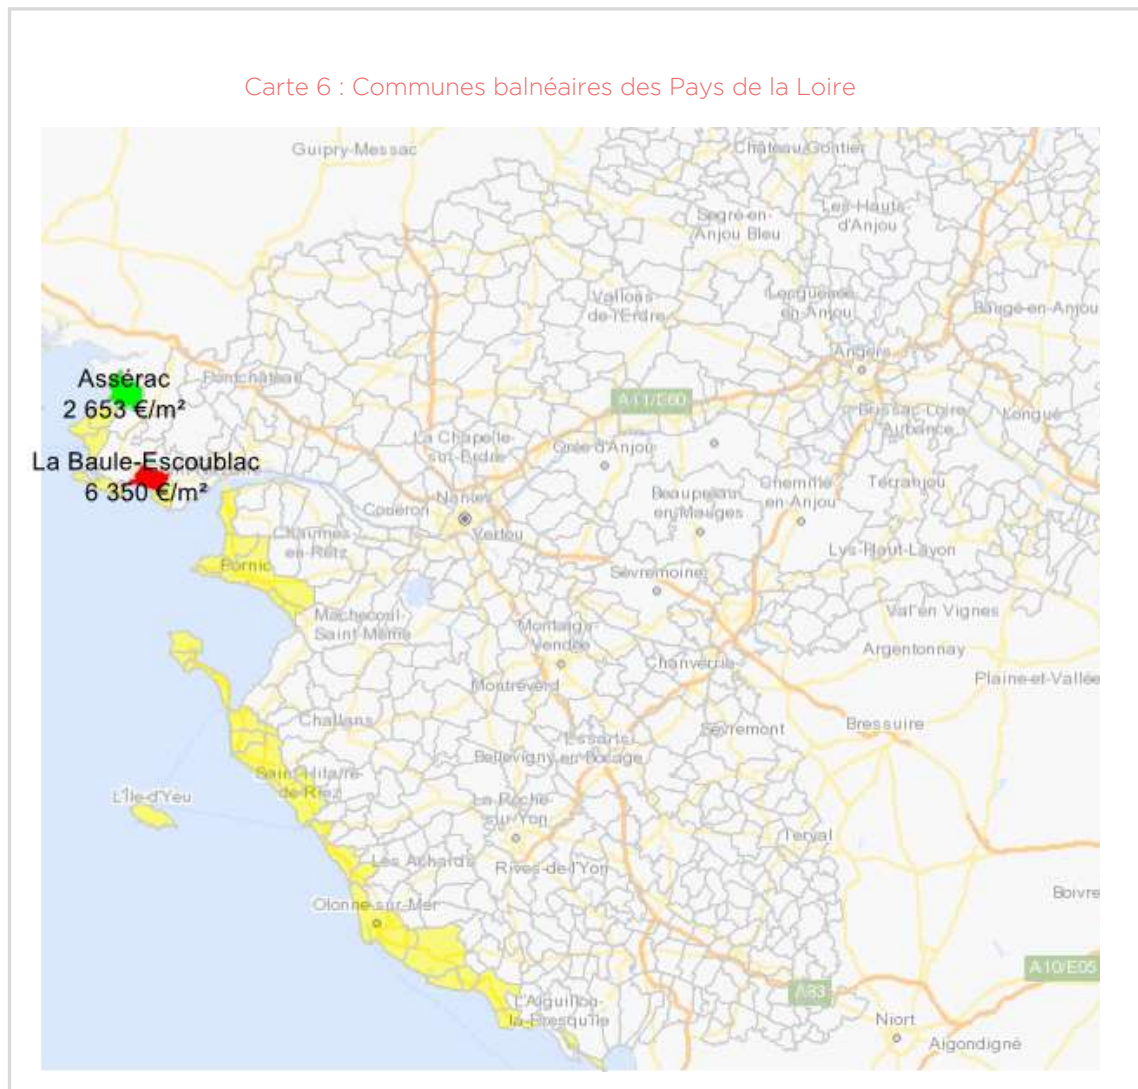 Carte 6 : Communes balnéaires des Pays de la Loire
Guipry-Messac
Château-Gontier
Segré-en-
Anjou Bleu
Les Hauts-
d'Anjou
Vallons-
de-l'Erdre
Longuenée-
en-Anjou
Baugé-en-Anjou
Angers
Assérac
2 653 €/m²
Pontchâteau
A11/E60
Brissac-Loire-
Aubance
Longué
La Chapelle-
sur-Erdre
Orée-d'Anjou
La Baule-Escoublac
6 350 €/m²
Nantes
Beaupréau-
en-Mauges
Chemillé-
en-Anjou
Terranjou
Couëron
Vertou
Chaumes-
en-Retz
Lys-Haut-Layon
Pornic
Sèvremoine
Machecoul-
Saint-Même
Val en Vignes
Montaigu-
Vendée
Argentonnay
Chanverrie
Plaine-et-Vallée
Montréverd
Challans
Sèvremont
Bressuire
Essarts
Bellevigny
en-Bocage
Saint-Hilaire-
de-Riez
L'Île-d'Yeu
La Roche-
sur-Yon
Terval
Les Achards
Rives-de-l'Yon
Boivre
Olonne-sur-Mer
A10/E05
A83
L'Aiguillon-
la-Presqu'île
Niort
Aigondigné